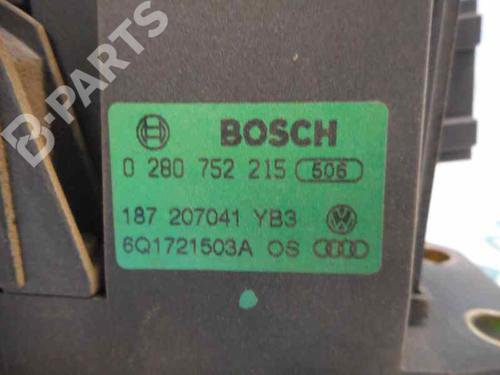 B-PARTS
BOSCH
0 280 752 215 506
187 207041 YB3
6Q1721503A OS